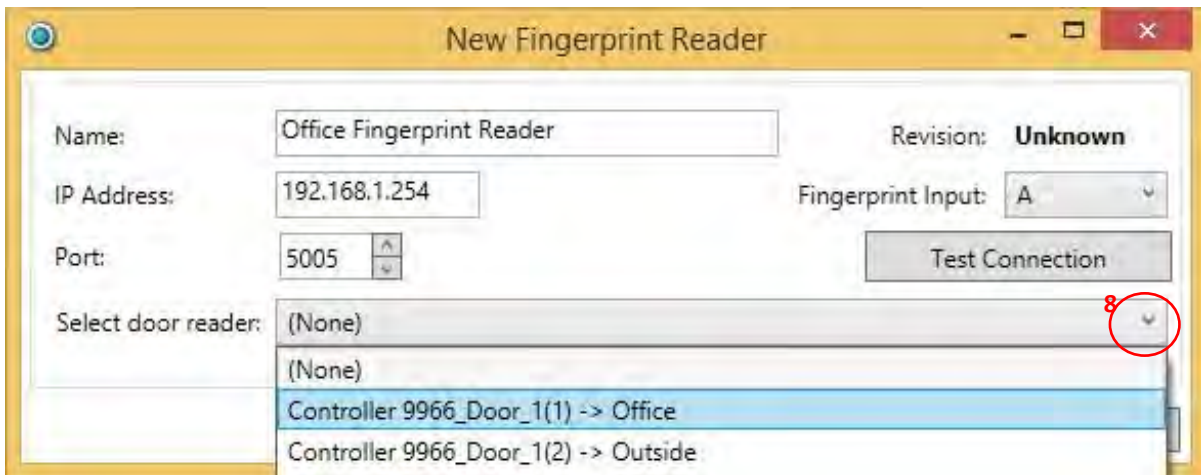 New Fingerprint Reader
Name: Office Fingerprint Reader Revision: Unknown
IP Address: 192.168.1.254 Fingerprint Input: A
Port: 5005 Test Connection
8
Select door reader: (None)
(None)
Controller 9966_Door_1(1) -> Office
Controller 9966_Door_1(2) -> Outside